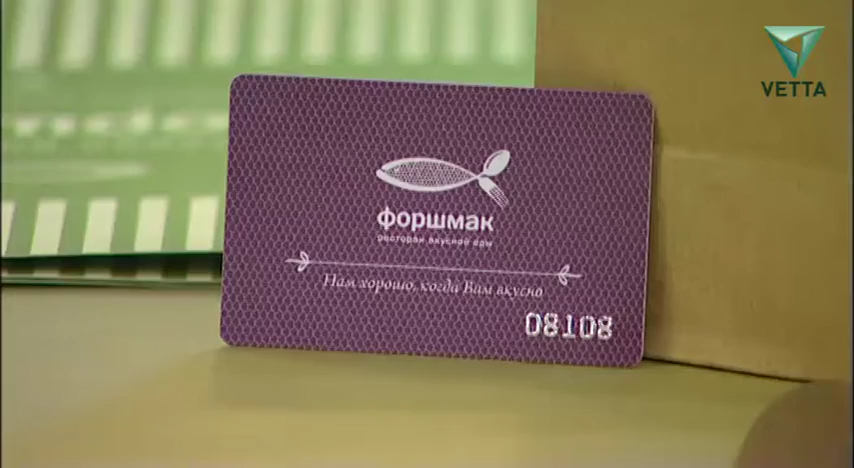 VETTA
форшмак
ресторан вкусной еды
Нам хорошо, когда Вам вкусно
08108